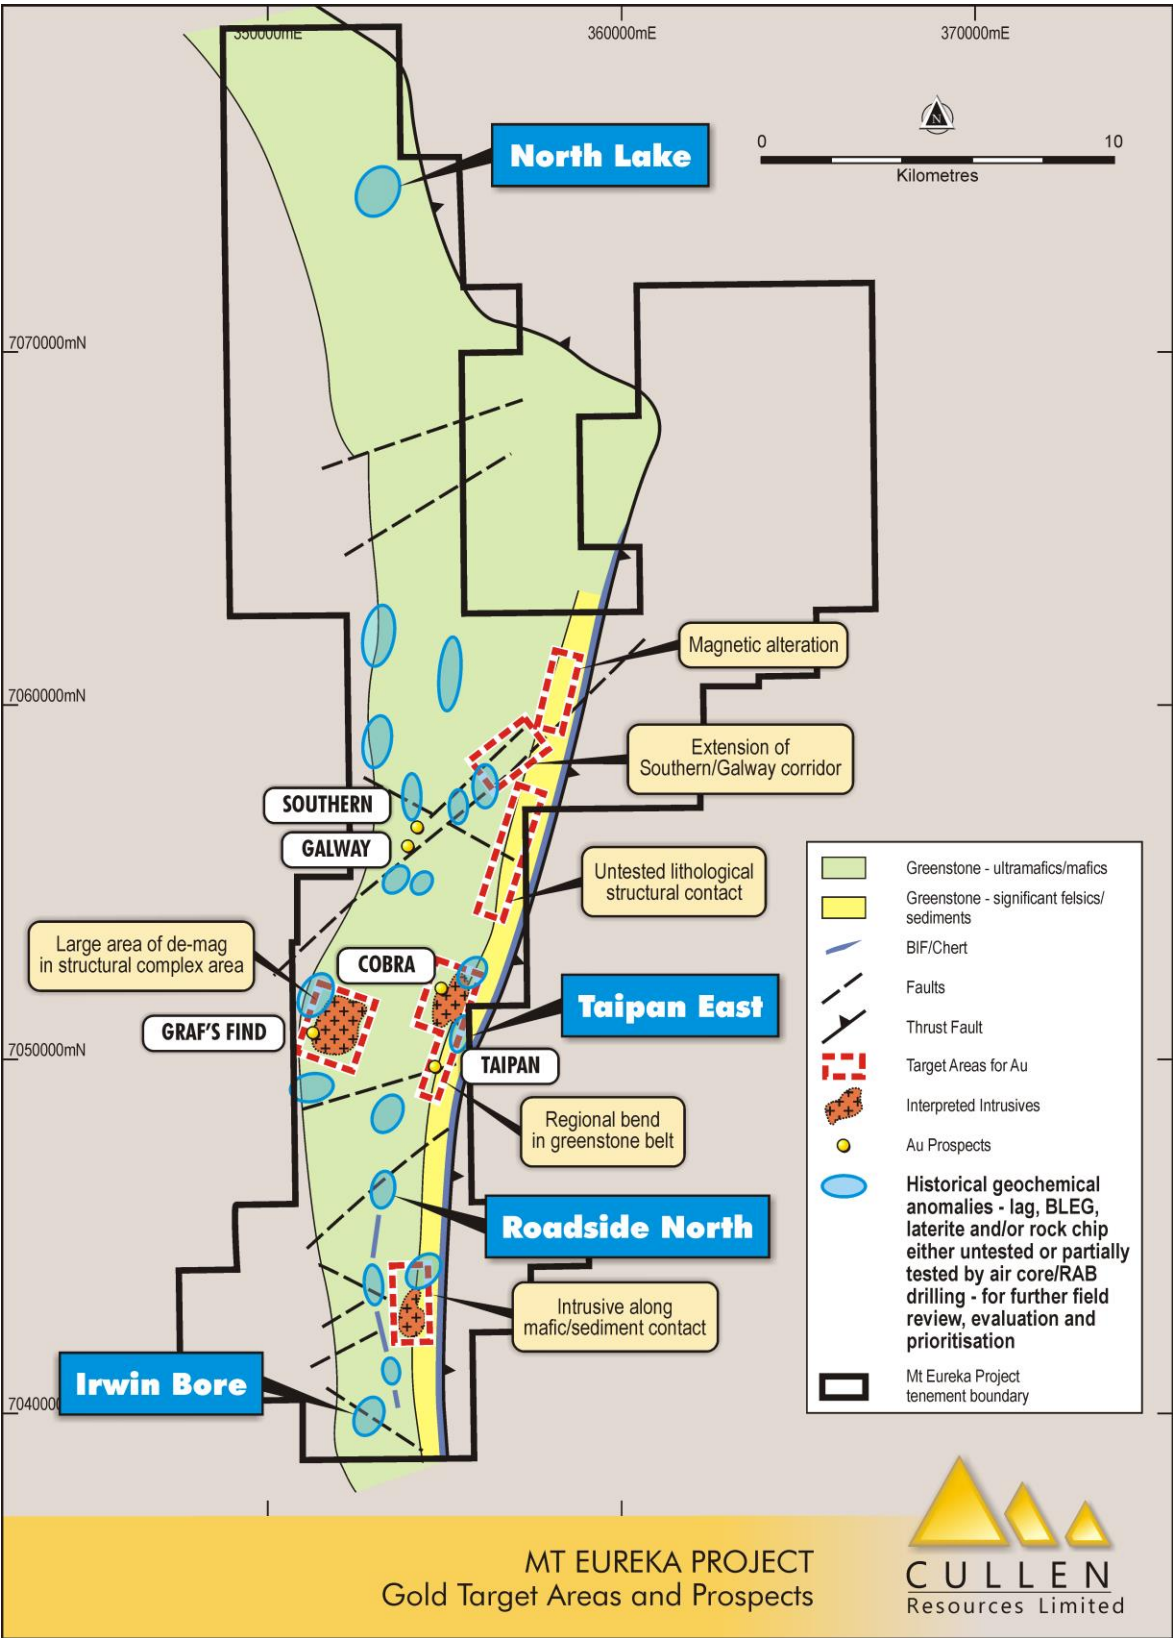 350000mE
360000mE
370000mE
North Lake
N
0
10
Kilometres
7070000mN
Magnetic alteration
7060000mN
Extension of
Southern/Galway corridor
SOUTHERN
GALWAY
Untested lithological
structural contact
Large area of de-mag
in structural complex area
COBRA
Taipan East
GRAF'S FIND
7050000mN
TAIPAN
Regional bend
in greenstone belt
Roadside North
Intrusive along
mafic/sediment contact
Irwin Bore
704000
Greenstone - ultramafics/mafics
Greenstone - significant felsics/
sediments
BIF/Chert
Faults
Thrust Fault
Target Areas for Au
Interpreted Intrusives
Au Prospects
Historical geochemical
anomalies - lag, BLEG,
laterite and/or rock chip
either untested or partially
tested by air core/RAB
drilling - for further field
review, evaluation and
prioritisation
Mt Eureka Project
tenement boundary
MT EUREKA PROJECT
Gold Target Areas and Prospects
CULLEN
Resources Limited